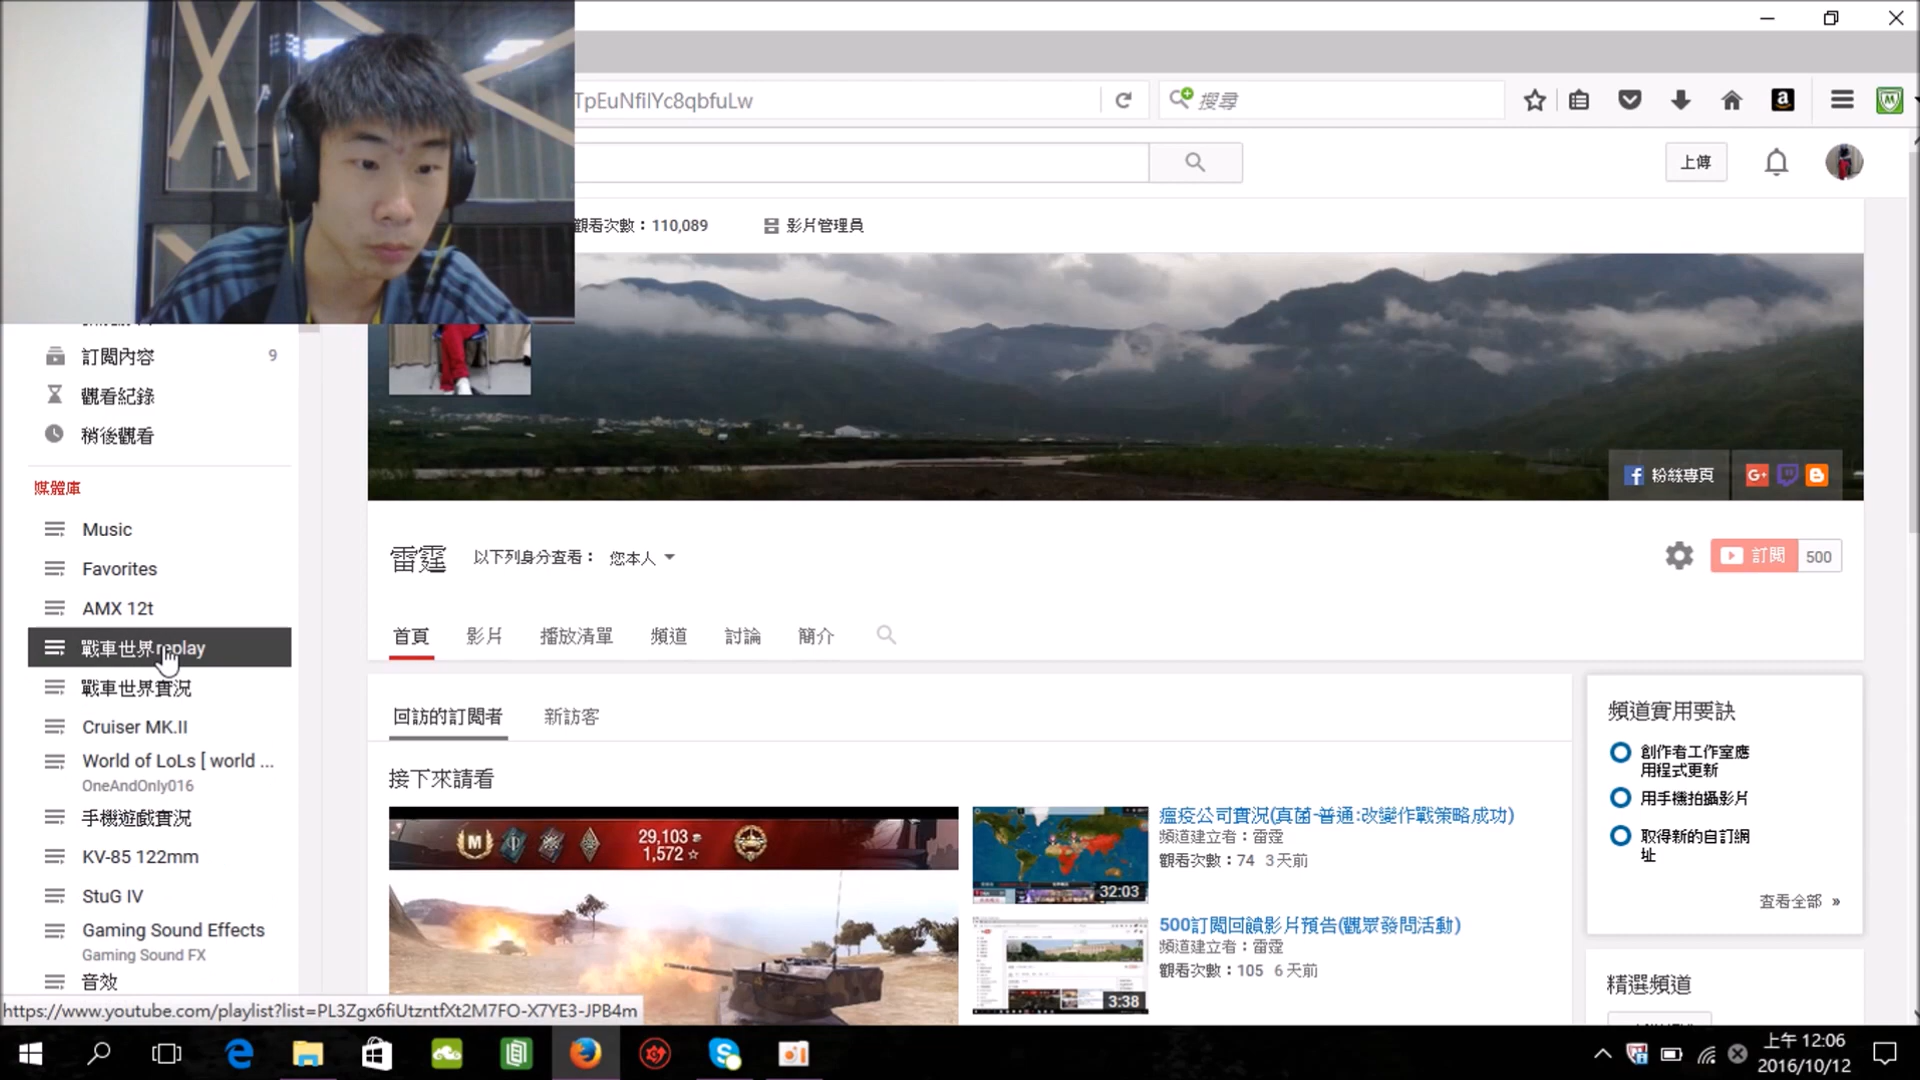 TpEuNfilYc8qbfuLw
搜尋
上傳
觀看次數：110,089
影片管理員
訂閱內容 9
觀看紀錄
稍後觀看
媒體庫
Music
Favorites
AMX 12t
戰車世界replay
戰車世界實況
Cruiser MK.II
World of LoLs [ world ...
OneAndOnly016
手機遊戲實況
KV-85 122mm
StuG IV
Gaming Sound Effects
Gaming Sound FX
音效
https://www.youtube.com/playlist?list=PL3Zgx6fiUtzntfXt2M7FO-X7YE3-JPB4m
粉絲專頁
雷霆
以下列身分查看： 您本人
訂閱 500
首頁 影片 播放清單 頻道 討論 簡介
回訪的訂閱者 新訪客
接下來請看
29,103
1,572
瘟疫公司實況(真菌-普通:改變作戰策略成功)
頻道建立者：雷霆
觀看次數：74 3 天前
32:03
500訂閱回饋影片預告(觀眾發問活動)
頻道建立者：雷霆
觀看次數：105 6 天前
3:38
頻道實用要訣
創作者工作室應
用程式更新
用手機拍攝影片
取得新的自訂網
址
查看全部 »
精選頻道
上午 12:06
2016/10/12